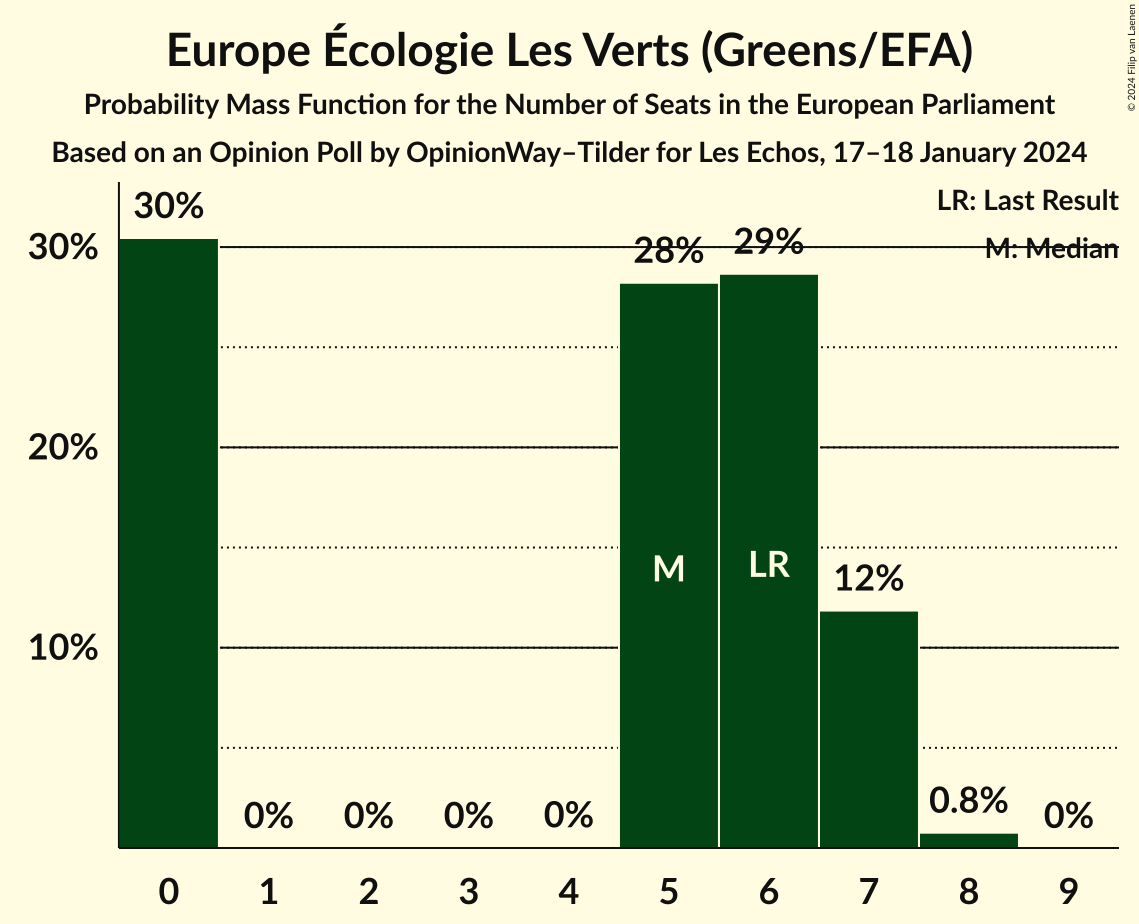 Europe Écologie Les Verts (Greens/EFA)
Probability Mass Function for the Number of Seats in the European Parliament
Based on an Opinion Poll by OpinionWay–Tilder for Les Echos, 17–18 January 2024
© 2024 Filip van Laenen
LR: Last Result
M: Median
30%
20%
10%
30%
0%
0%
0%
0%
28%
29%
12%
0.8%
0%
M
LR
0 1 2 3 4 5 6 7 8 9